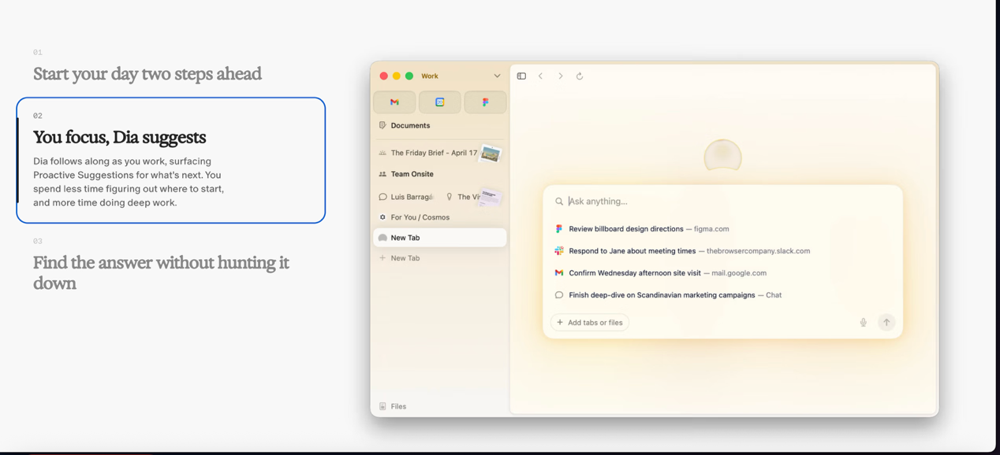 01
Start your day two steps ahead
02
You focus, Dia suggests
Dia follows along as you work, surfacing
Proactive Suggestions for what's next. You
spend less time figuring out where to start,
and more time doing deep work.
03
Find the answer without hunting it
down
Work
Documents
The Friday Brief - April 17
Team Onsite
Luis Barragá
The Vi
For You / Cosmos
New Tab
New Tab
Files
Ask anything...
Review billboard design directions — figma.com
Respond to Jane about meeting times — thebrowsercompany.slack.com
Confirm Wednesday afternoon site visit — mail.google.com
Finish deep-dive on Scandinavian marketing campaigns — Chat
Add tabs or files